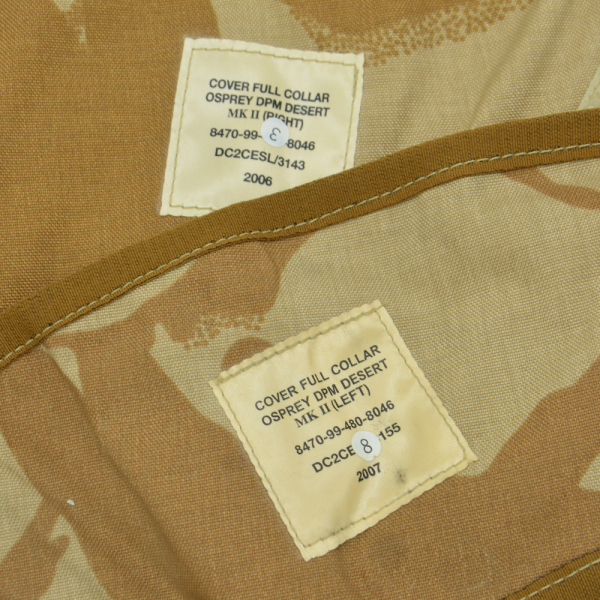 COVER FULL COLLAR
OSPREY DPM DESERT
MK II (RIGHT)
3
8470-99- -8046
DC2CESL/3143
2006
COVER FULL COLLAR
OSPREY DPM DESERT
MK II (LEFT)
8470-99-480-8046
DC2CE 155
8
2007